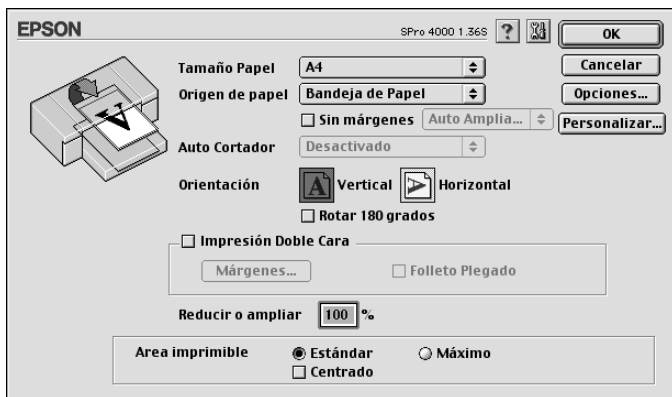 EPSON
SPro 4000 1.36S
?
OK
Tamaño Papel A4
Cancelar
Origen de papel Bandeja de Papel
Opciones...
Sin márgenes Auto Amplia...
Personalizar...
Auto Cortador Desactivado
Orientación A Vertical A Horizontal
Rotar 180 grados
Impresión Doble Cara
Márgenes... Folleto Plegado
Reducir o ampliar 100 %
Area imprimible Estándar Máximo
Centrado
A